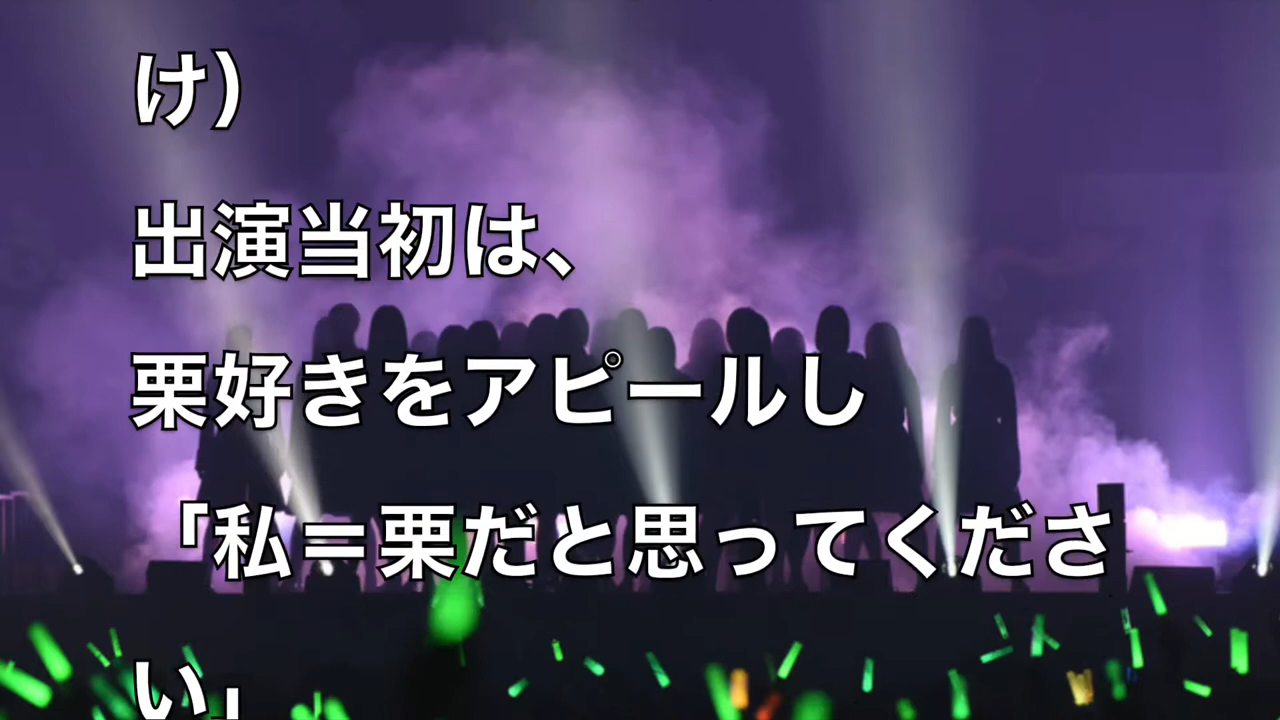 け）
出演当初は、
栗好きをアピールし
「私＝栗だと思ってくださ
い」